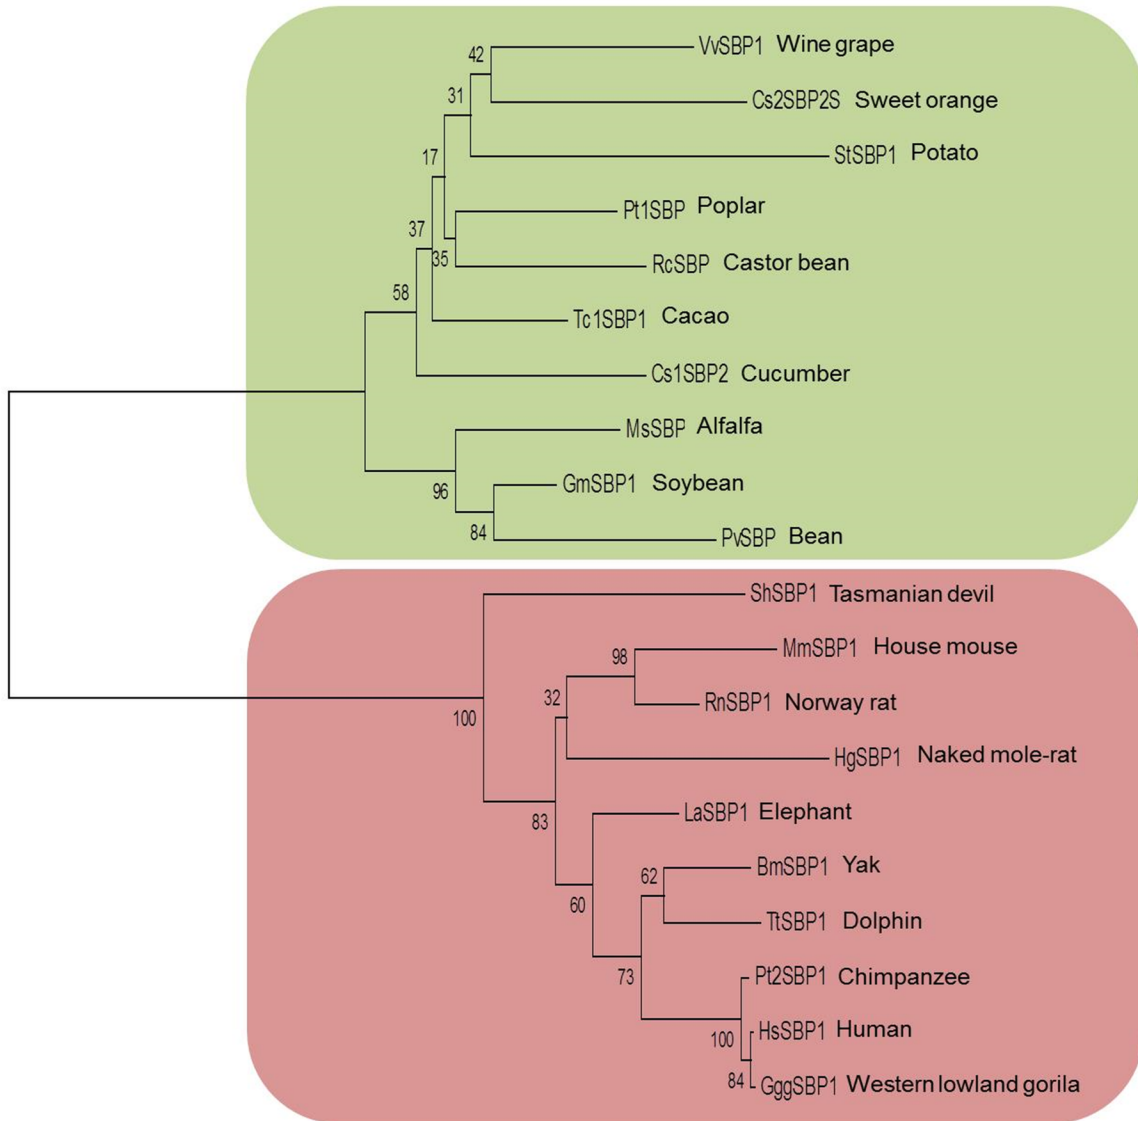 VvSBP1 Wine grape
42
Cs2SBP2S Sweet orange
31
StSBP1 Potato
17
Pt1SBP Poplar
37
35
RcSBP Castor bean
58
Tc1SBP1 Cacao
Cs1SBP2 Cucumber
MsSBP Alfalfa
96
GmSBP1 Soybean
84
PvSBP Bean
ShSBP1 Tasmanian devil
MmSBP1 House mouse
98
32
RnSBP1 Norway rat
100
HgSBP1 Naked mole-rat
83
LaSBP1 Elephant
BmSBP1 Yak
62
60
TtSBP1 Dolphin
73
Pt2SBP1 Chimpanzee
HsSBP1 Human
100
84
GggSBP1 Western lowland gorila